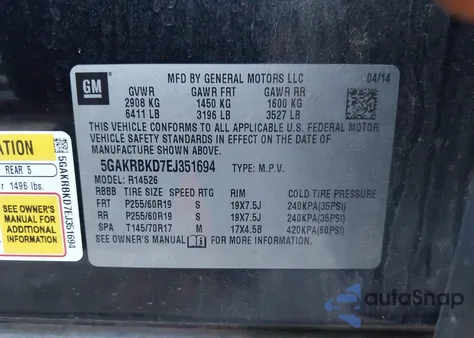 GM
MFD BY GENERAL MOTORS LLC 04/14
GVWR GAWR FRT GAWR RR
2908 KG 1450 KG 1600 KG
6411 LB 3196 LB 3527 LB
THIS VEHICLE CONFORMS TO ALL APPLICABLE U.S. FEDERAL MOTOR
VEHICLE SAFETY STANDARDS IN EFFECT ON THE DATE OF
MANUFACTURE SHOWN ABOVE.
5GAKRBKD7EJ351694 TYPE: M.P.V.
MODEL: R14526
RBBB TIRE SIZE SPEED RTG RIM COLD TIRE PRESSURE
FRT P255/60R19 S 19X7.5J 240KPA(35PSI)
RR P255/60R19 S 19X7.5J 240KPA(35PSI)
SPA T145/70R17 M 17X4.5B 420KPA(60PSI)
SEE OWNER'S MANUAL FOR MORE INFORMATION.
ATION
REAR 5
1496 lbs.
SEE OWNER'S
MANUAL FOR
ADDITIONAL
INFORMATION
5GAKRBKD7EJ351694
autoSnap